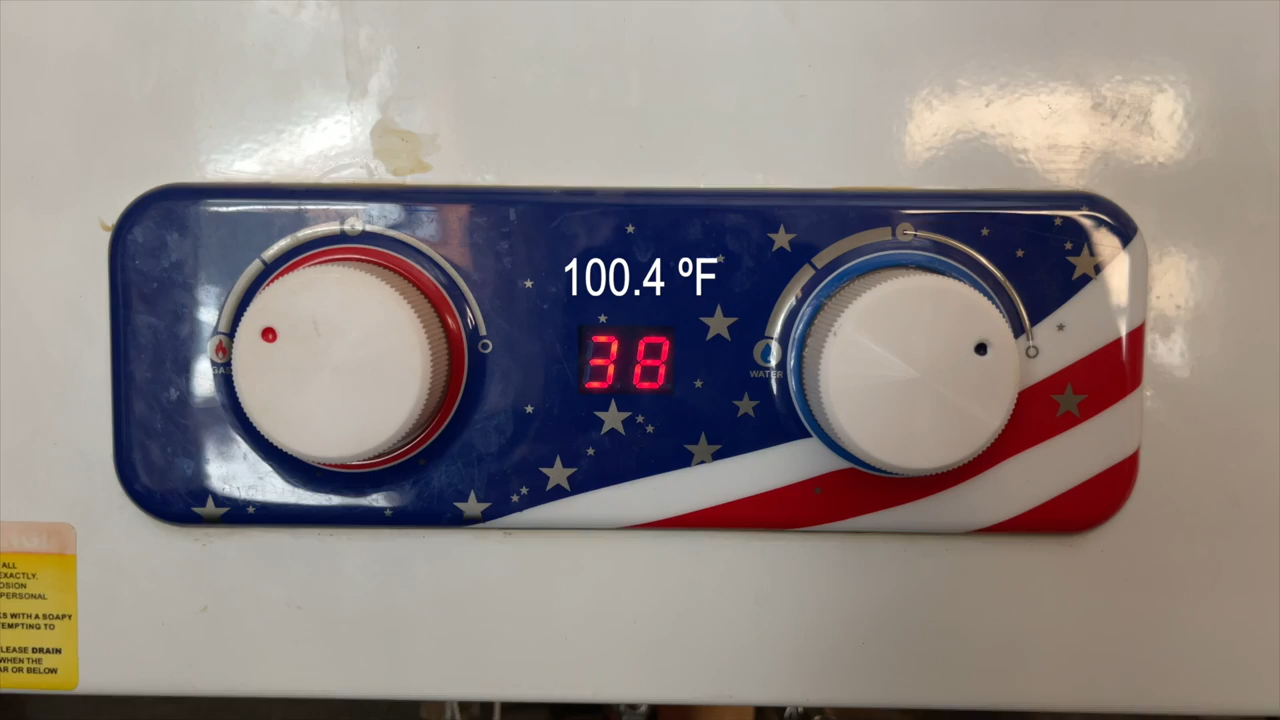 100.4 ºF
38
GAS
WATER
ALL
EXACTLY.
OSION
PERSONAL
KS WITH A SOAPY
TEMPTING TO
LEASE DRAIN
WHEN THE
AR OR BELOW